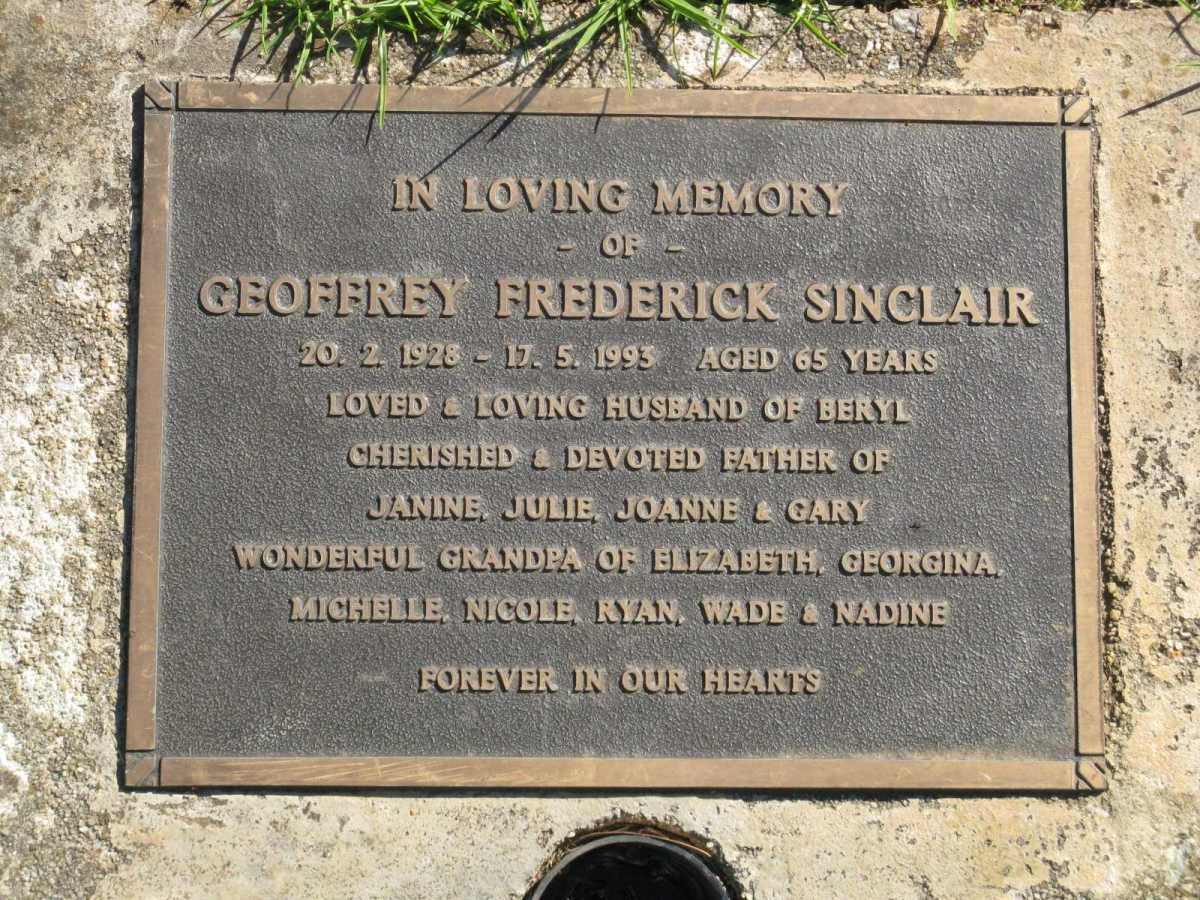 IN LOVING MEMORY
- OF -
GEOFFREY FREDERICK SINCLAIR
20. 2. 1928 - 17. 5. 1993 AGED 65 YEARS
LOVED & LOVING HUSBAND OF BERYL
CHERISHED & DEVOTED FATHER OF
JANINE, JULIE, JOANNE & GARY
WONDERFUL GRANDPA OF ELIZABETH, GEORGINA,
MICHELLE, NICOLE, RYAN, WADE & NADINE
FOREVER IN OUR HEARTS